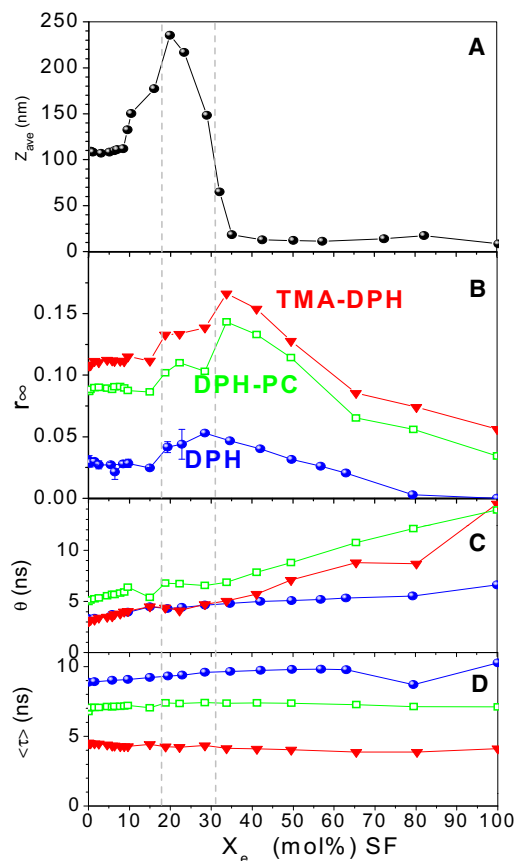 250
A
200
150
100
50
0
Z_ave (nm)
B
TMA-DPH
0.15
DPH-PC
0.10
0.05
DPH
0.00
r∞
C
10
5
0
θ (ns)
10
D
5
0
<τ> (ns)
0 10 20 30 40 50 60 70 80 90 100
X_e (mol%) SF